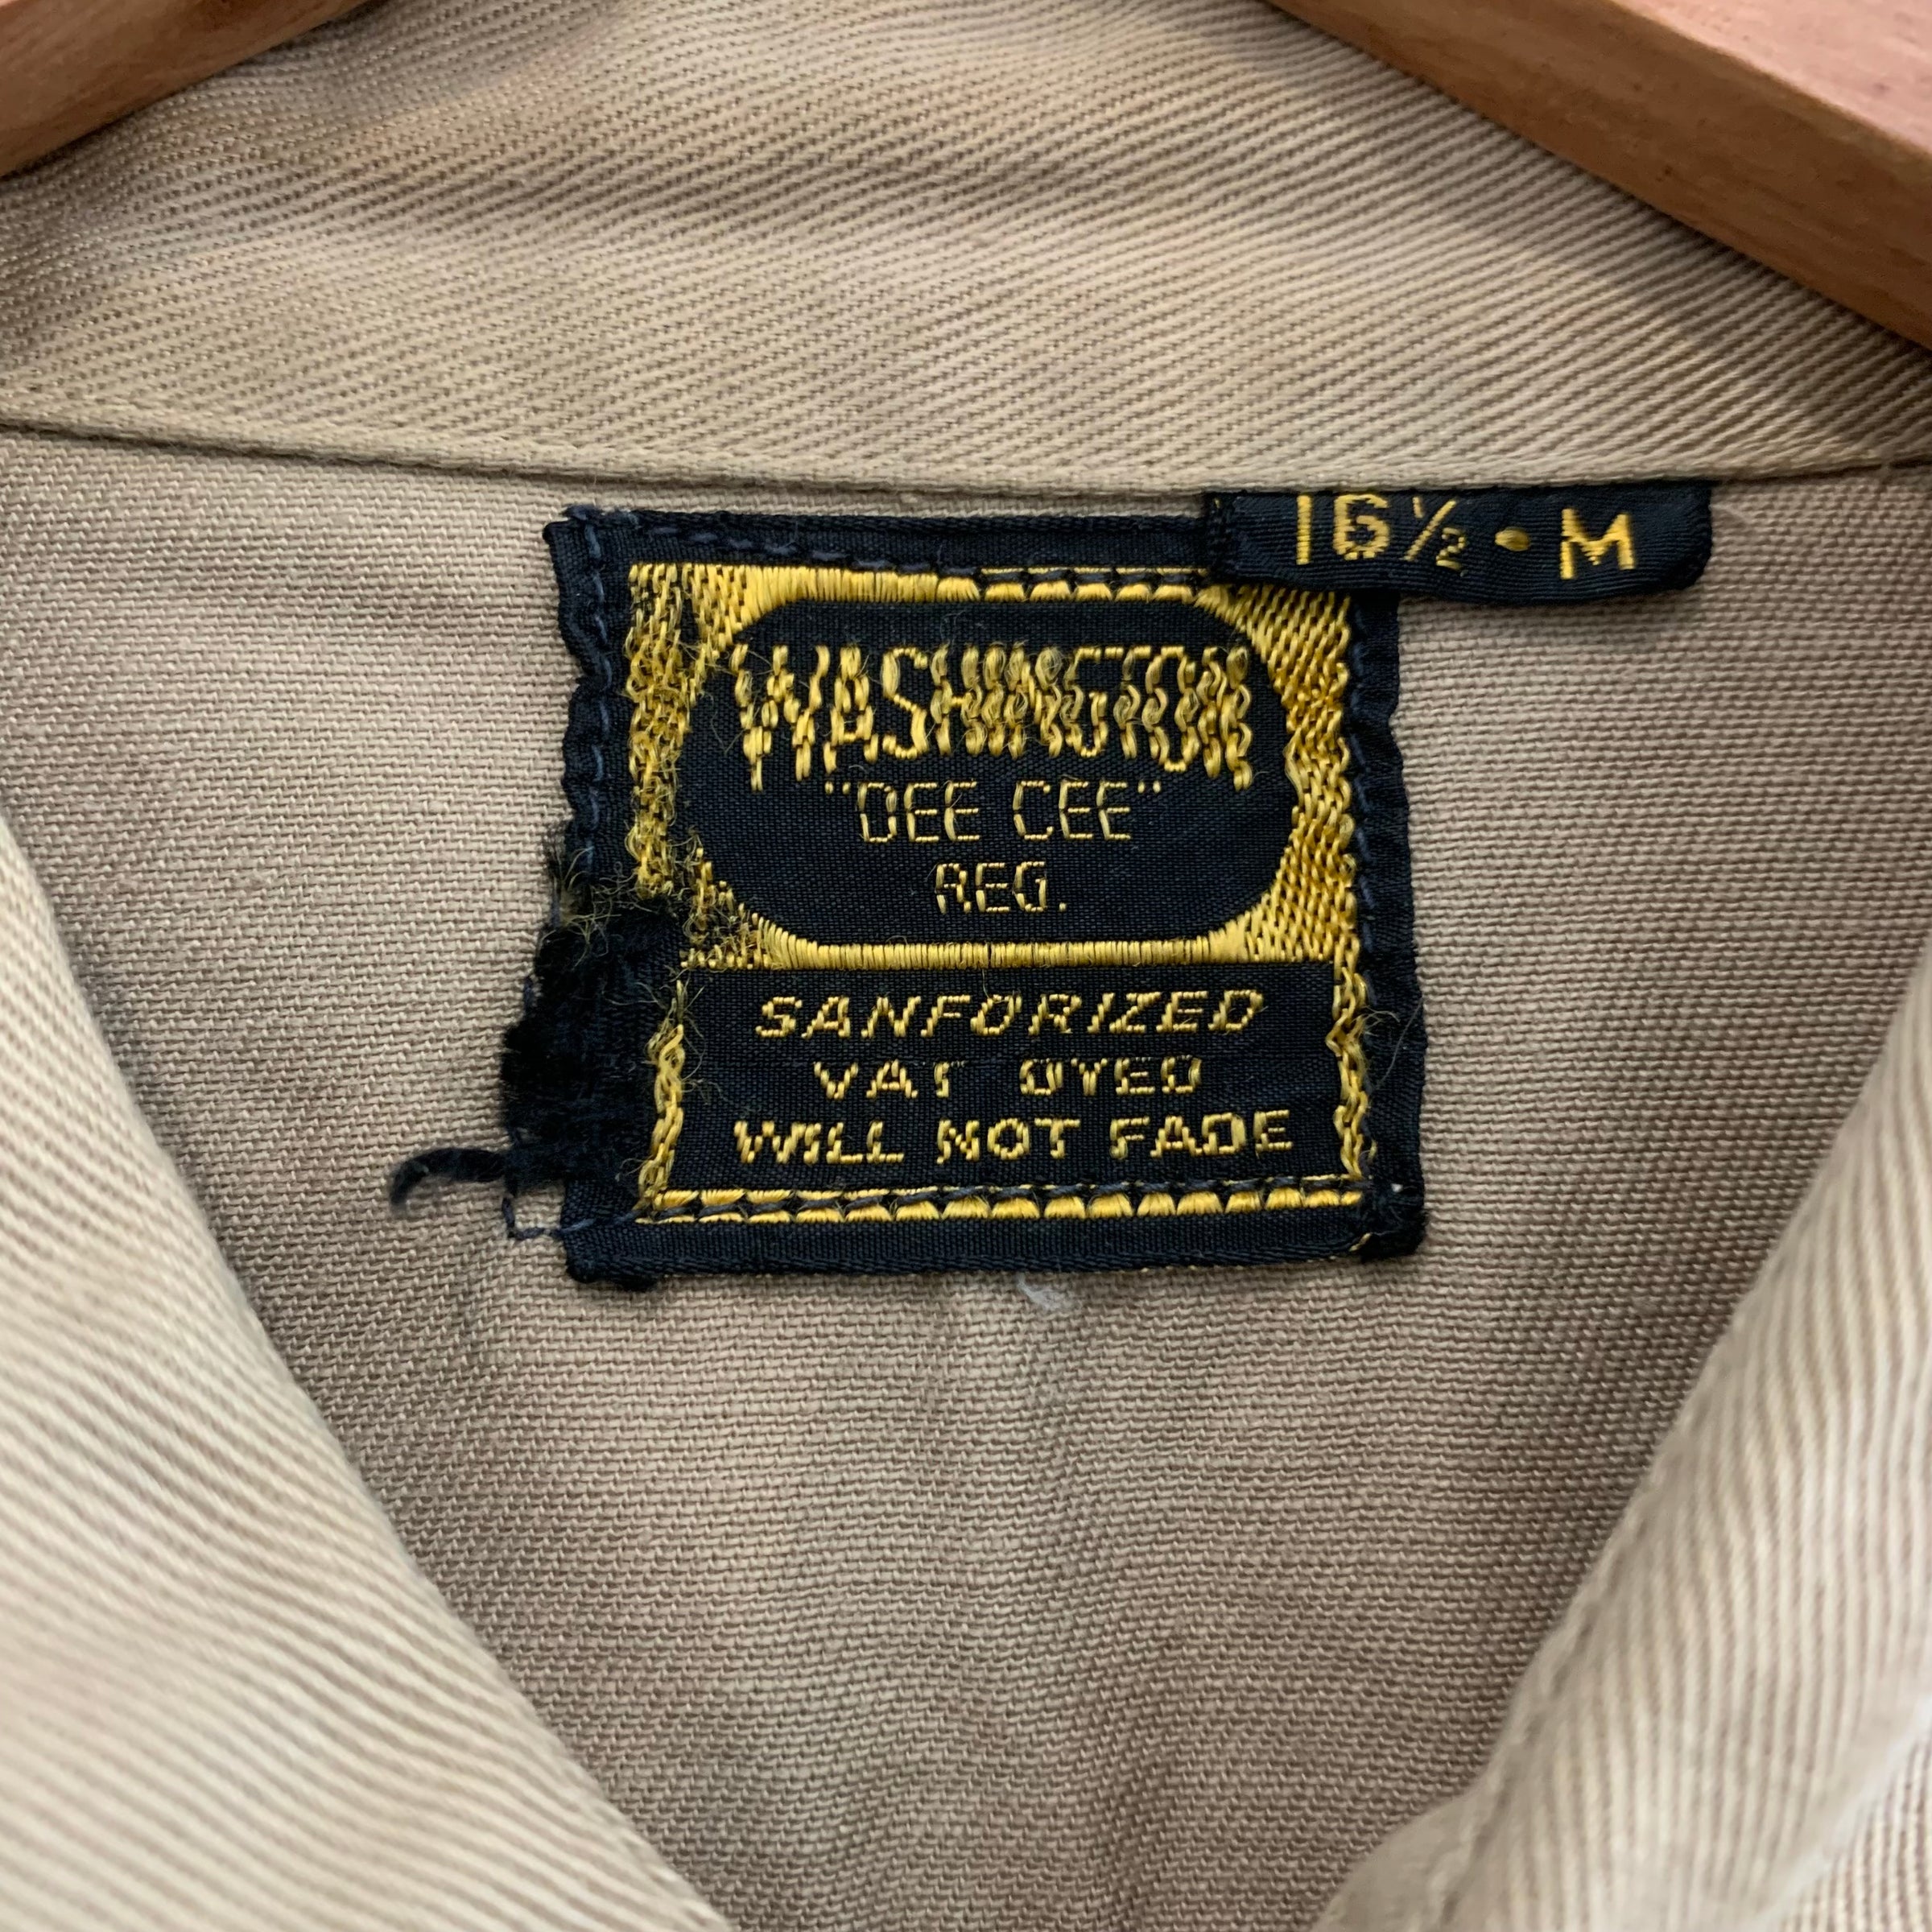 16½ • M
WASHINGTON
"DEE CEE"
REG.
SANFORIZED
VAT DYED
WILL NOT FADE